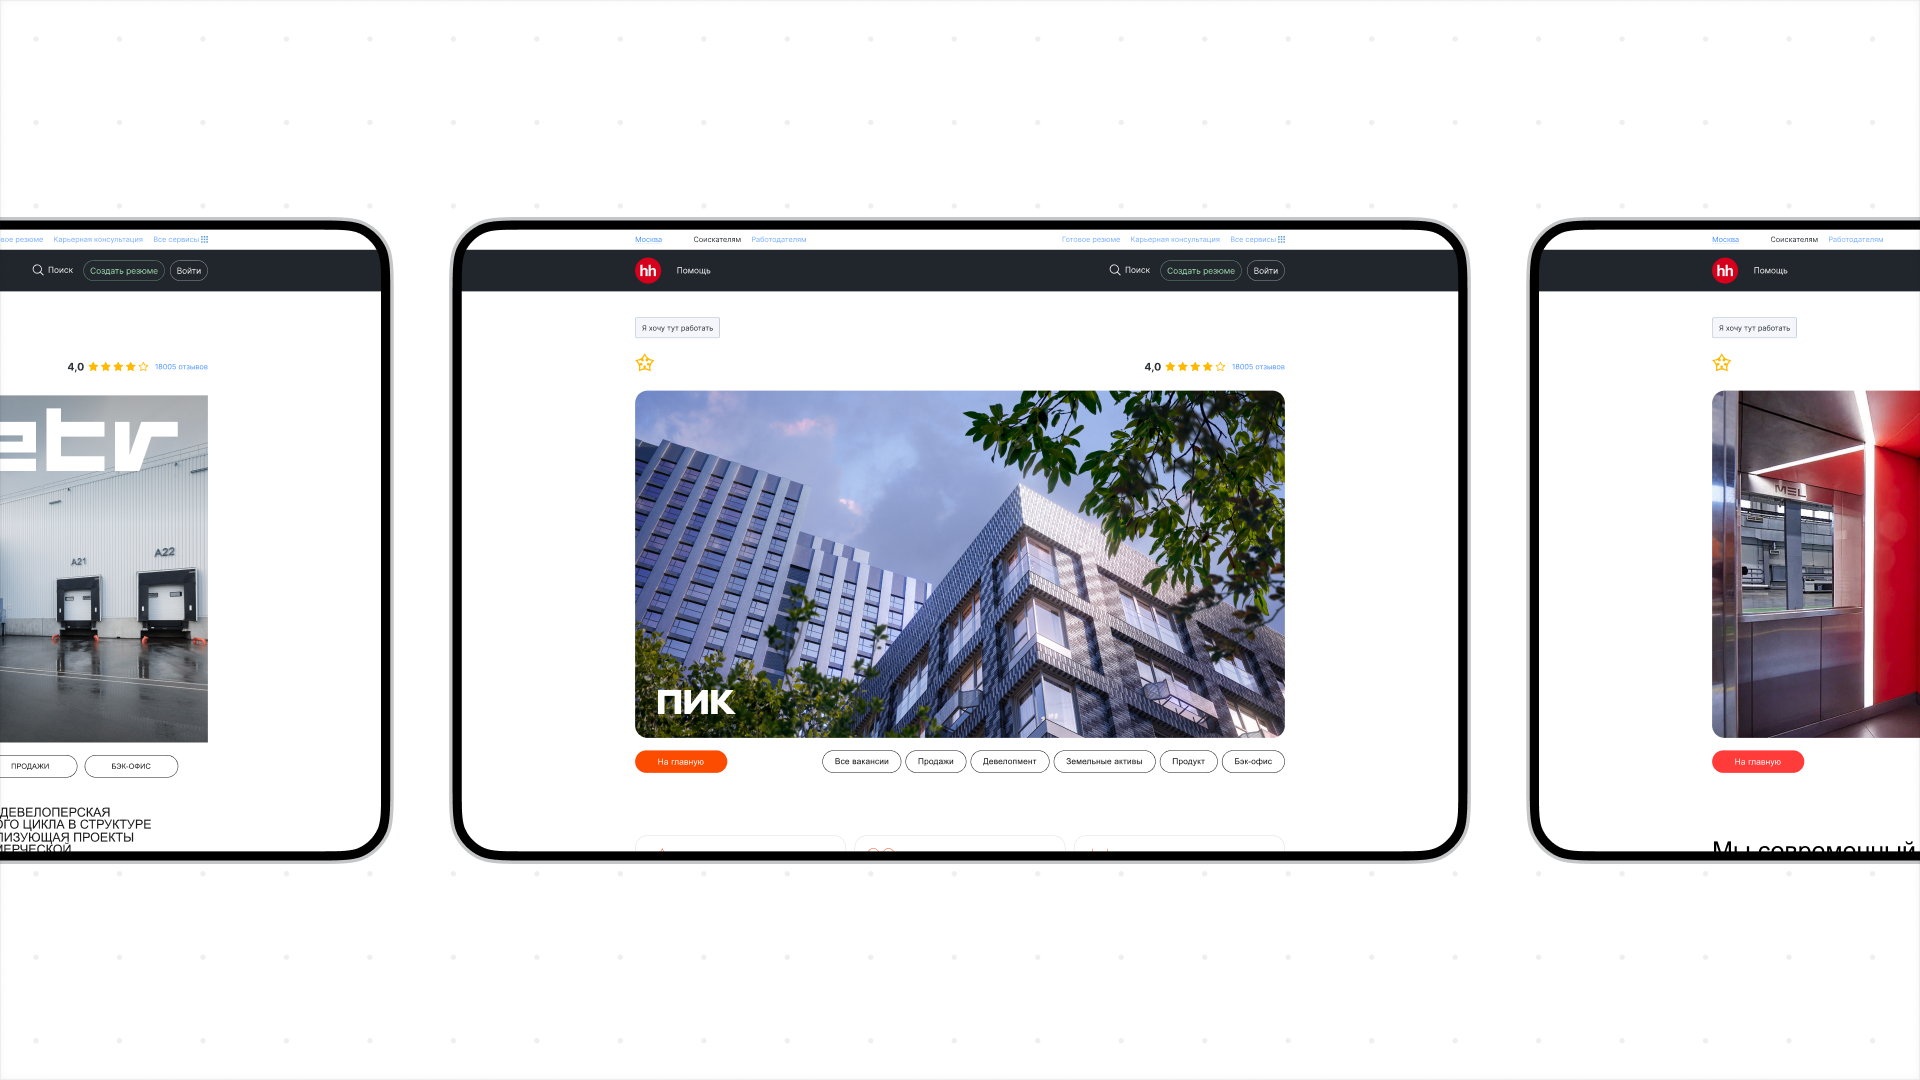 вое резюме Карьерная консультация Все сервисы
Поиск Создать резюме Войти
4,0 18005 отзывов
etr
A21
A22
ПРОДАЖИ БЭК-ОФИС
ДЕВЕЛОПЕРСКАЯ
ОГО ЦИКЛА В СТРУКТУРЕ
ЛИЗУЮЩАЯ ПРОЕКТЫ
МЕРЧЕСКОЙ
Москва Соискателям Работодателям Готовое резюме Карьерная консультация Все сервисы
hh Помощь Поиск Создать резюме Войти
Я хочу тут работать
4,0 18005 отзывов
ПИК
На главную Все вакансии Продажи Девелопмент Земельные активы Продукт Бэк-офис
Москва Соискателям Работодателям
hh Помощь
Я хочу тут работать
MEL
На главную
Мы современный